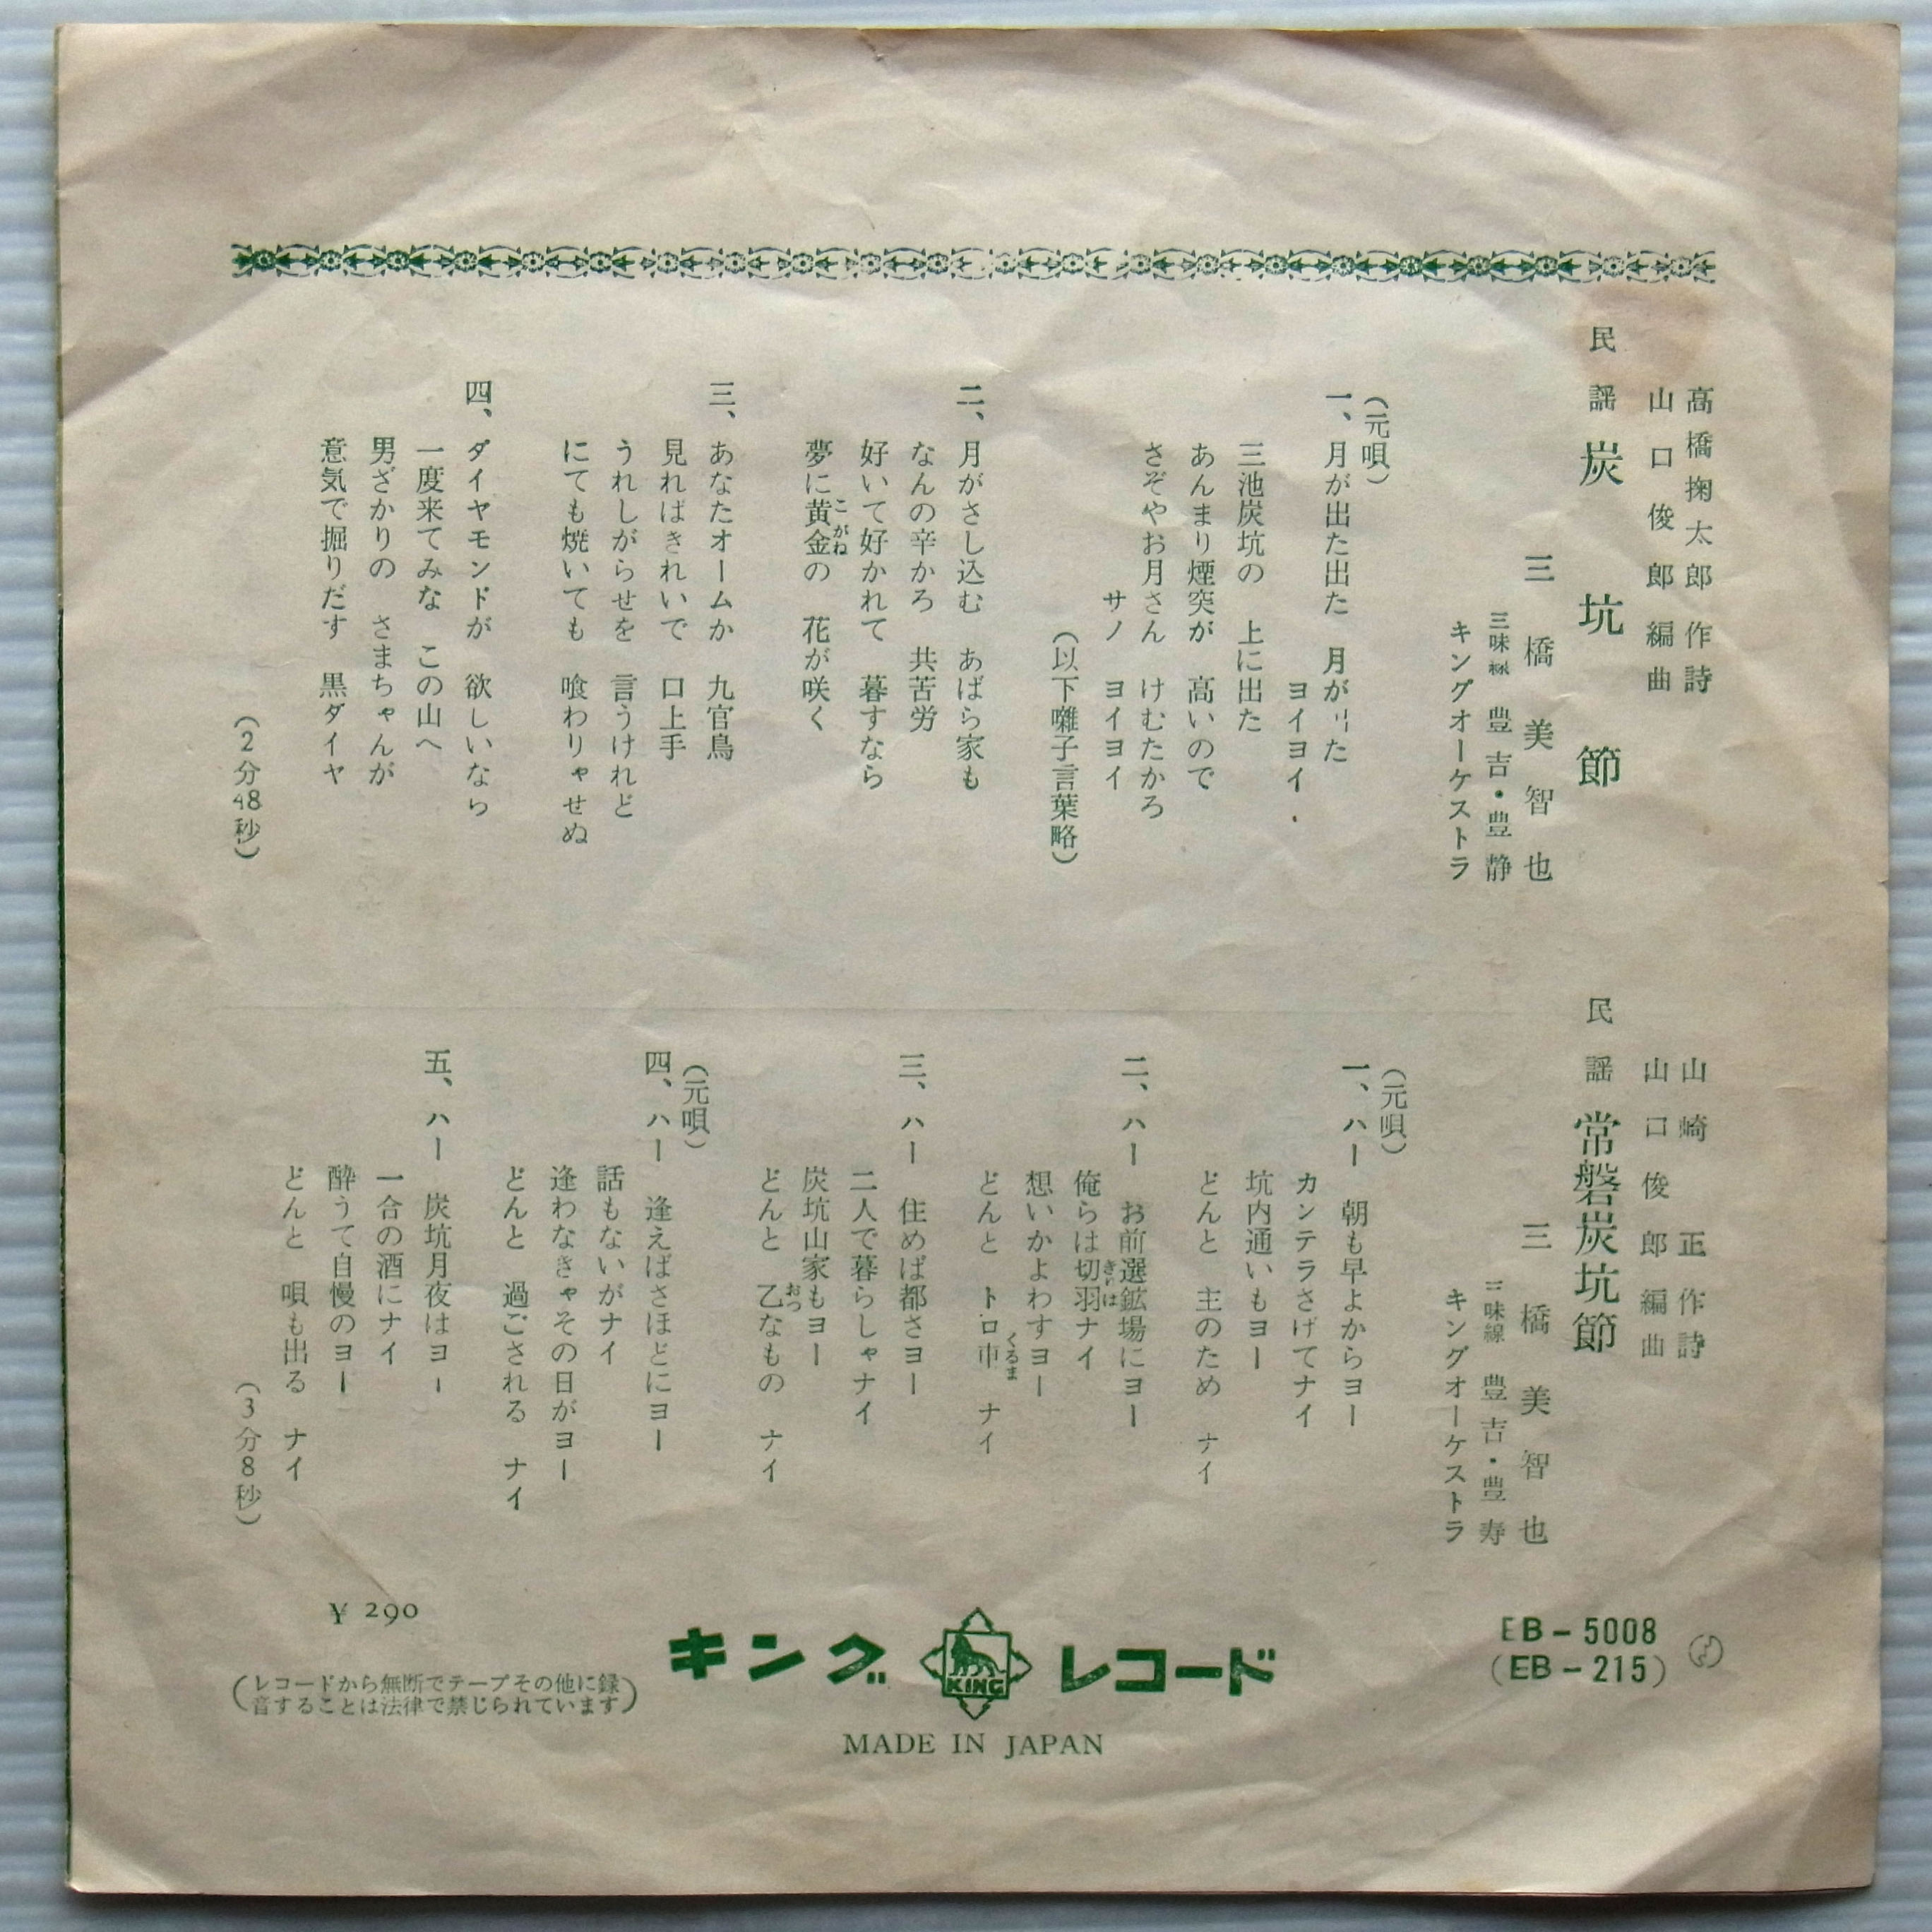 高橋掬太郎 作詩
山口俊郎 編曲
民謡 炭坑節
三橋美智也
三味線 豊吉・豊静
キングオーケストラ
(元唄)
一、月が出た出た 月が出た
ヨイヨイ
三池炭坑の 上に出た
あんまり煙突が 高いので
さぞやお月さん けむたかろ
サノ ヨイヨイ
(以下囃子言葉略)
二、月がさし込む あばら家も
なんの辛かろ 共苦労
好いて好かれて 暮すなら
夢に黄金の 花が咲く
こがね
三、あなたオームか 九官鳥
見ればきれいで 口上手
うれしがらせを 言うけれど
にても焼いても 喰わりゃせぬ
四、ダイヤモンドが 欲しいなら
一度来てみな この山へ
男ざかりの さまちゃんが
意気で掘りだす 黒ダイヤ
(2分48秒)
山崎正 作詩
山口俊郎 編曲
民謡 常磐炭坑節
三橋美智也
三味線 豊吉・豊寿
キングオーケストラ
(元唄)
一、ハー 朝も早よからヨー
カンテラさげてナイ
坑内通いもヨー
どんと 主のため ナイ
二、ハー お前選鉱場にヨー
俺らは切羽ナイ
きりは
想いかよわすヨー
どんと トロ車 ナイ
くるま
三、ハー 住めば都さヨー
二人で暮らしゃナイ
炭坑山家もヨー
どんと 乙なもの ナイ
おつ
(元唄)
四、ハー 逢えばさほどにヨー
話もないがナイ
逢わなきゃその日がヨー
どんと 過ごされる ナイ
五、ハー 炭坑月夜はヨー
一合の酒にナイ
酔うて自慢のヨー
どんと 唄も出る ナイ
(3分8秒)
¥290
(レコードから無断でテープその他に録
音することは法律で禁じられています)
キング KING レコード
MADE IN JAPAN
EB-5008
(EB-215)